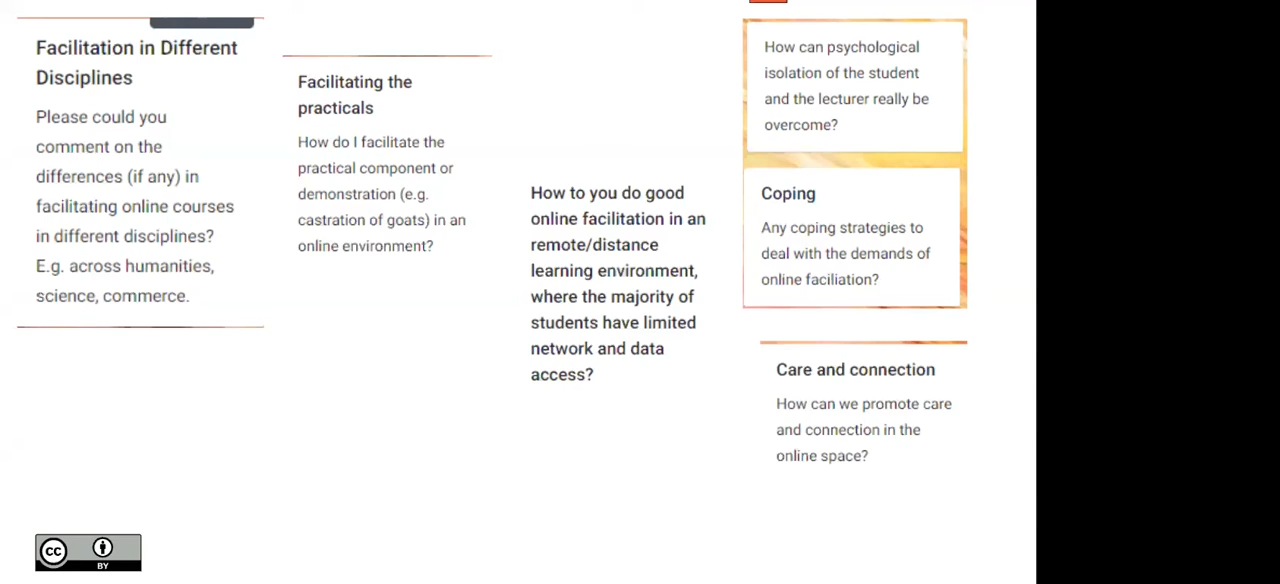 Facilitation in Different
Disciplines
Please could you
comment on the
differences (if any) in
facilitating online courses
in different disciplines?
E.g. across humanities,
science, commerce.
Facilitating the
practicals
How do I facilitate the
practical component or
demonstration (e.g.
castration of goats) in an
online environment?
How to you do good
online facilitation in an
remote/distance
learning environment,
where the majority of
students have limited
network and data
access?
How can psychological
isolation of the student
and the lecturer really be
overcome?
Coping
Any coping strategies to
deal with the demands of
online faciliation?
Care and connection
How can we promote care
and connection in the
online space?
cc
BY